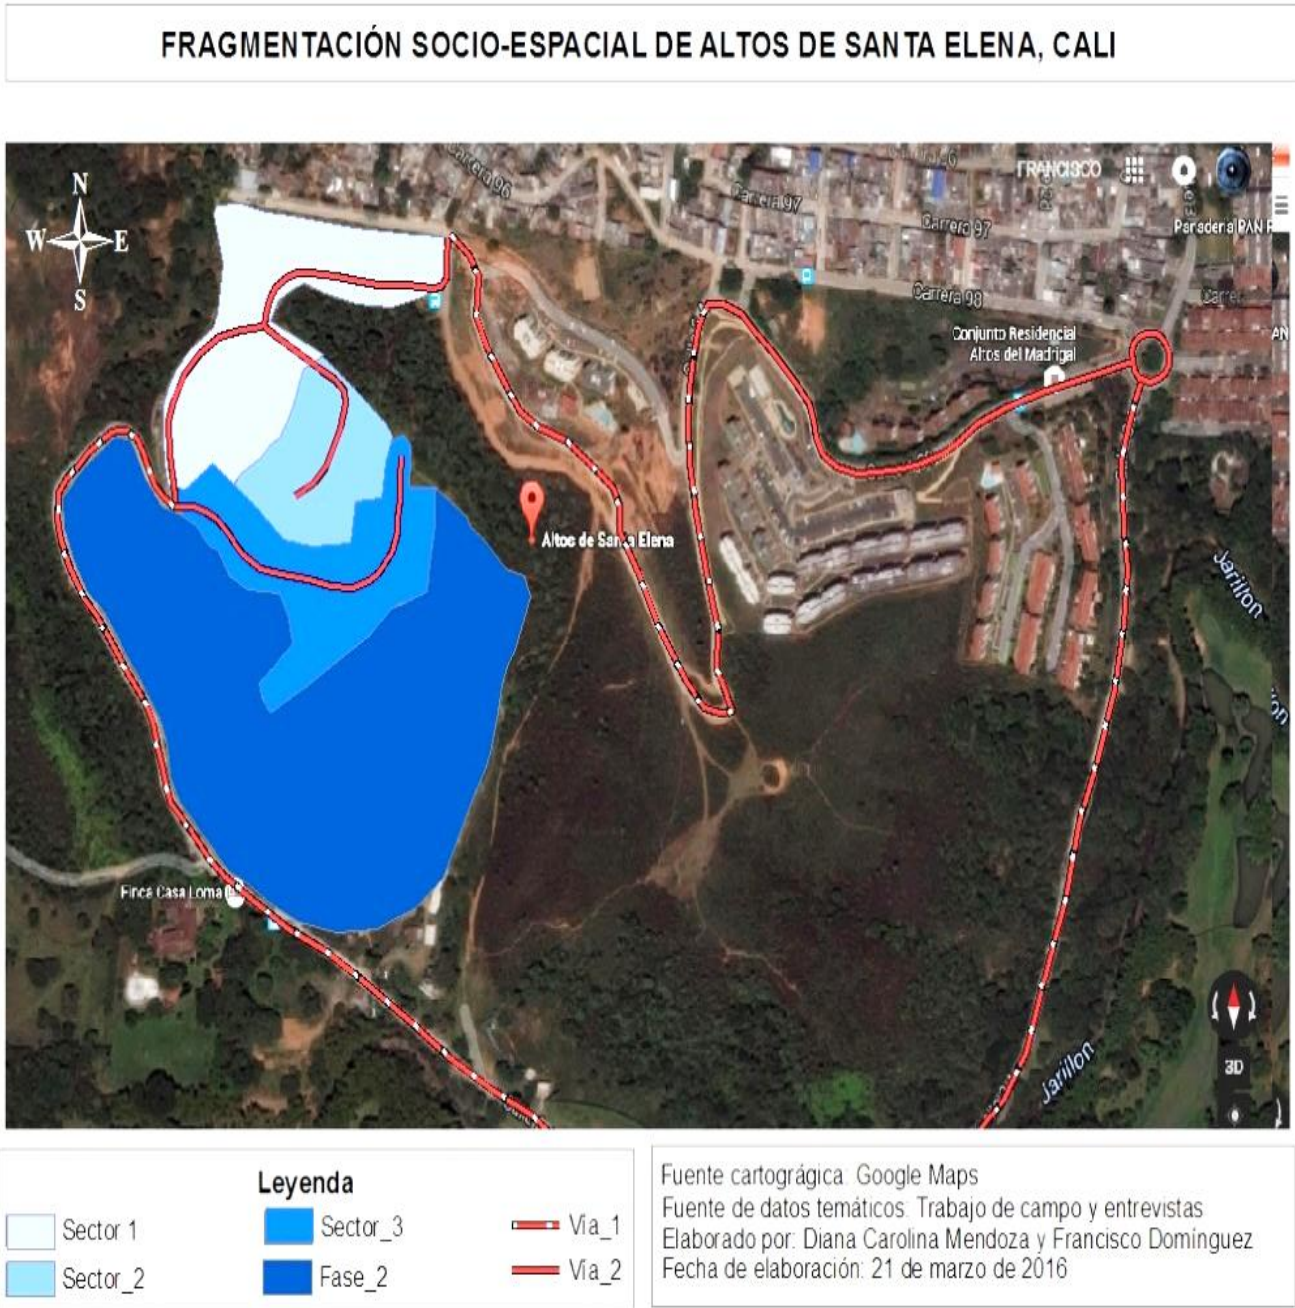 FRAGMENTACIÓN SOCIO-ESPACIAL DE ALTOS DE SANTA ELENA, CALI
N
W E
S
Carrera 96
FRANCISCO
Carrera 97
Carrera 97
Panaderia PAN
Carrera 98
Conjunto Residencial
Altos del Madrigal
AN
Altos de Santa Elena
Jarillon
Finca Casa Loma
Jarillon
3D
Leyenda
Sector 1
Sector_2
Sector_3
Fase_2
Via_1
Via_2
Fuente cartográgica: Google Maps
Fuente de datos temáticos: Trabajo de campo y entrevistas
Elaborado por: Diana Carolina Mendoza y Francisco Domínguez
Fecha de elaboración: 21 de marzo de 2016